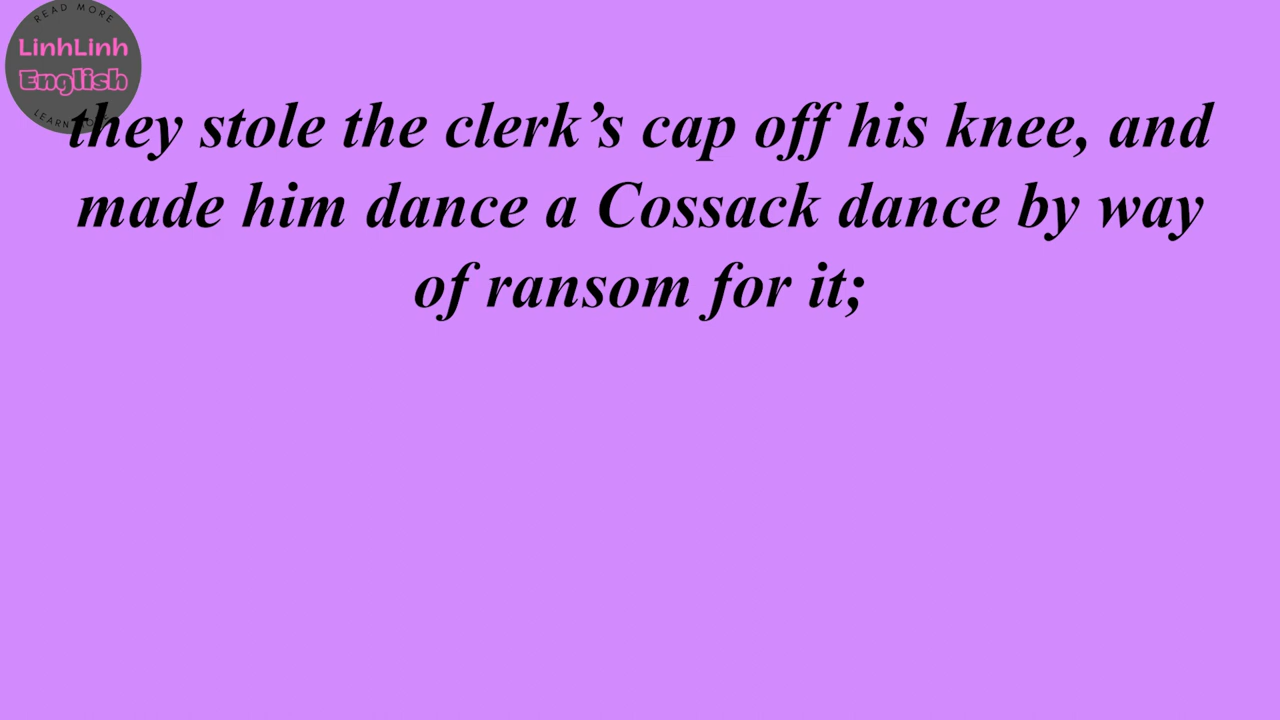 READ MORE
LinhLinh
English
they stole the clerk’s cap off his knee, and
made him dance a Cossack dance by way
of ransom for it;